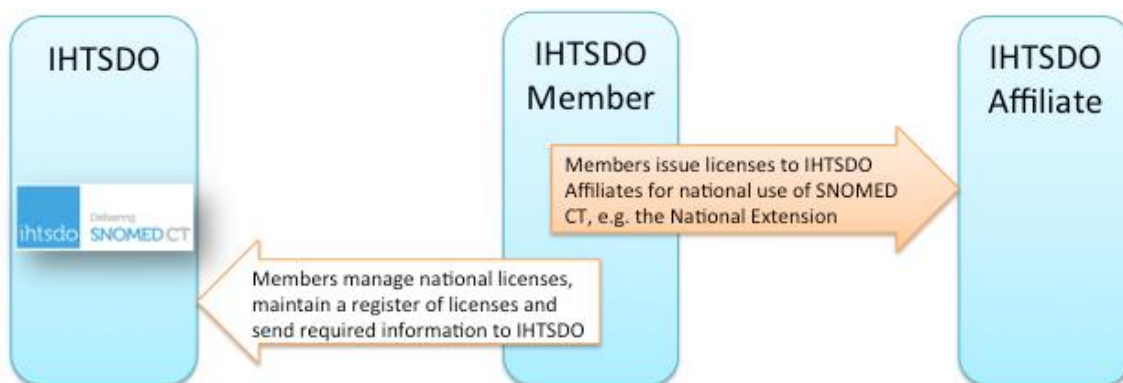 IHTSDO
IHTSDO
Member
IHTSDO
Affiliate
Members issue licenses to IHTSDO
Affiliates for national use of SNOMED
CT, e.g. the National Extension
ihtsdo
Delivering
SNOMED CT
Members manage national licenses,
maintain a register of licenses and
send required information to IHTSDO